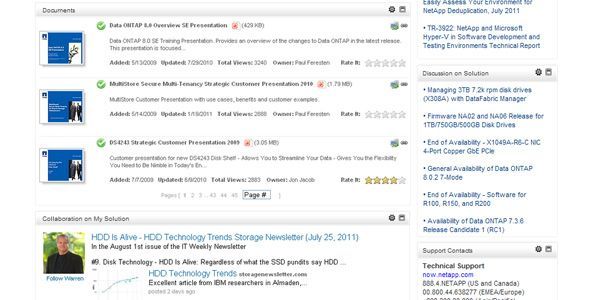 Documents
Data ONTAP 8.0 Overview SE Presentation (429 KB)
Data ONTAP 8.0 SE Training Presentation. Provides an overview of the changes to Data ONTAP in the latest release.
This presentation is focused...
Added: 5/13/2009 Updated: 7/29/2010 Total Views: 3240 Owner: Paul Feresten Rate It:
MultiStore Secure Multi-Tenancy Strategic Customer Presentation 2010 (1.79 MB)
MultiStore Presentation with use cases, benefits and customer examples.
Added: 5/14/2009 Updated: 1/19/2010 Total Views: 2888 Owner: Paul Feresten Rate It:
DS4243 Strategic Customer Presentation 2009 (3.05 MB)
Customer presentation for new DS4243 Disk Shelf - Allows You to Streamline Your Data - Gives You the Flexibility
You Need to Be Nimble in Today's En...
Added: 7/7/2009 Updated: 9/9/2010 Total Views: 2840 Owner: Jon Jacob Rate It:
Pages [ 1 2 3 ...43 44 45 Page # ]
Collaboration on My Solution
HDD Is Alive - HDD Technology Trends Storage Newsletter (July 25, 2011)
In the August 1st issue of the IT Weekly Newsletter
#9. Disk Technology - HDD Is Alive: Regardless of what the SSD pundits say HDD ...
HDD Technology Trends storagenewsletter.com
Excellent article from IBM researchers in Almaden,...
posted 2 days ago
Follow Warren
Easily Assess Your Environment for
NetApp Deduplication, July 2011
• TR-3922: NetApp and Microsoft
Hyper-V in Software Development and
Testing Environments Technical Report
Discussion on Solution
• Managing 3TB 7.2k rpm disk drives
(X308A) with DataFabric Manager
• Firmware NA02 and NA06 Release for
1TB/750GB/500GB Disk Drives
• End of Availability - X1049A-R6-C NIC
4-Port Copper GbE PCIe
• General Availability of Data ONTAP
8.0.2 7-Mode
• End of Availability - Software for
R100, R150, and R200
• Availability of Data ONTAP 7.3.6
Release Candidate 1 (RC1)
Support Contacts
Technical Support
now.netapp.com
888.4.NETAPP (US and Canada)
00.800.44.638277 (EMEA/Europe)